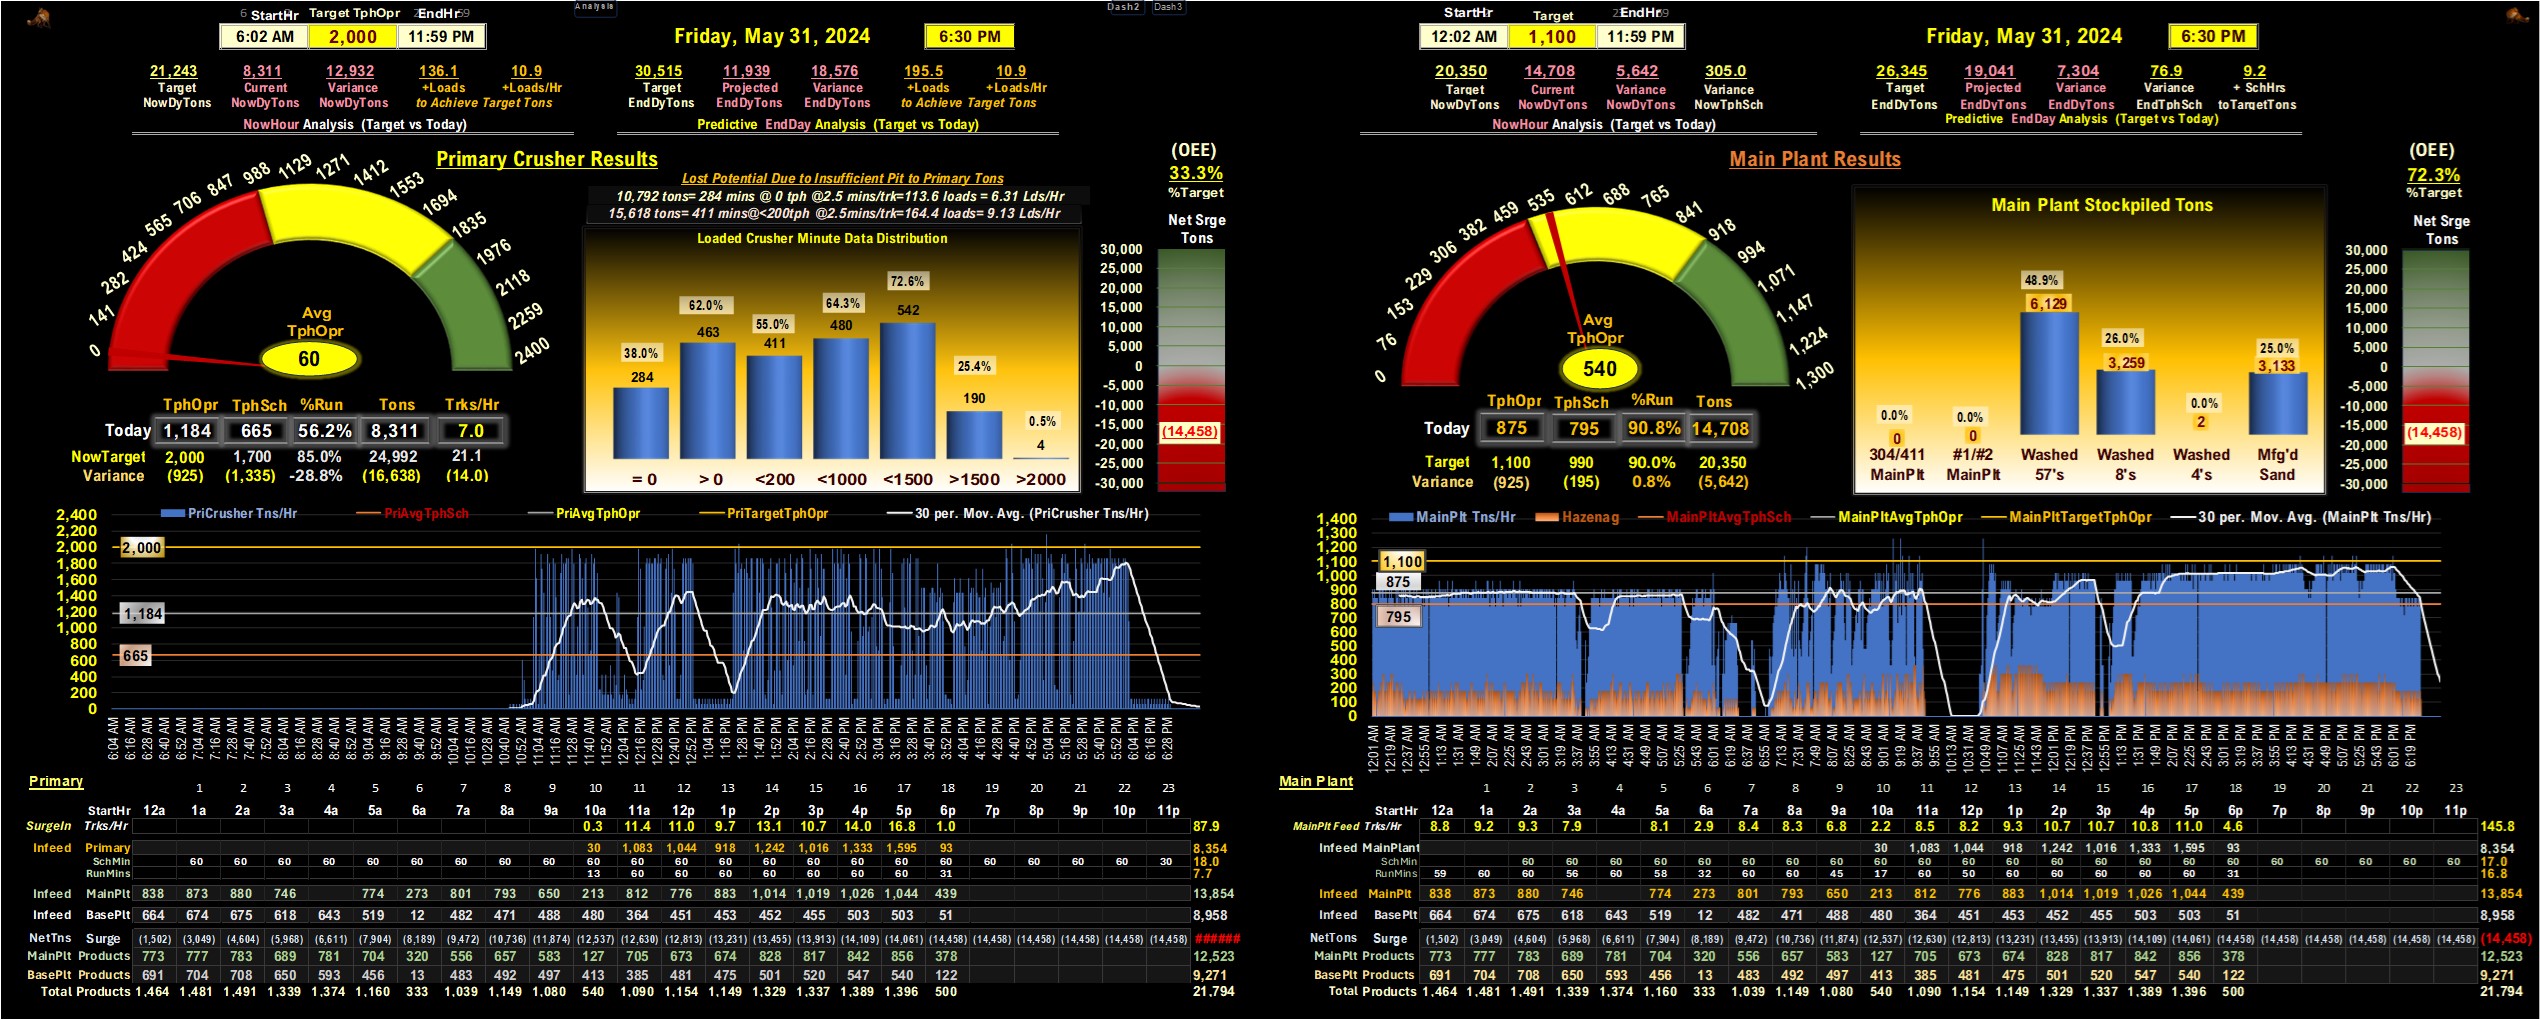 StartHr Target TphOpr EndHr
6:02 AM 2,000 11:59 PM
Friday, May 31, 2024 6:30 PM
21,243 8,311 12,932 136.1 10.9
Target Current Variance +Loads +Loads/Hr
NowDyTons NowDyTons NowDyTons to Achieve Target Tons
NowHour Analysis (Target vs Today)
30,515 11,939 18,576 195.5 10.9
Target Projected Variance +Loads +Loads/Hr
EndDyTons EndDyTons EndDyTons to Achieve Target Tons
Predictive EndDay Analysis (Target vs Today)
Analysis
Dash2 Dash3
Primary Crusher Results
0 141 282 424 565 706 847 988 1129 1271 1412 1553 1694 1835 1976 2118 2259 2400
Avg
TphOpr
60
TphOpr TphSch %Run Tons Trks/Hr
Today 1,184 665 56.2% 8,311 7.0
NowTarget 2,000 1,700 85.0% 24,992 21.1
Variance (925) (1,335) -28.8% (16,638) (14.0)
Lost Potential Due to Insufficient Pit to Primary Tons
10,792 tons= 284 mins @ 0 tph @2.5 mins/trk=113.6 loads = 6.31 Lds/Hr
15,618 tons= 411 mins@<200tph @2.5mins/trk=164.4 loads= 9.13 Lds/Hr
Loaded Crusher Minute Data Distribution
38.0% 62.0% 55.0% 64.3% 72.6% 25.4% 0.5%
284 463 411 480 542 190 4
= 0 > 0 <200 <1000 <1500 >1500 >2000
(OEE)
33.3%
%Target
Net Srge
Tons
30,000
25,000
20,000
15,000
10,000
5,000
0
-5,000
-10,000
-15,000
-20,000
-25,000
-30,000
(14,458)
PriCrusher Tns/Hr PriAvgTphSch PriAvgTphOpr PriTargetTphOpr 30 per. Mov. Avg. (PriCrusher Tns/Hr)
2,400
2,200
2,000
1,800
1,600
1,400
1,200
1,000
800
600
400
200
0
2,000
1,184
665
6:04 AM 6:16 AM 6:28 AM 6:40 AM 6:52 AM 7:04 AM 7:16 AM 7:28 AM 7:40 AM 7:52 AM 8:04 AM 8:16 AM 8:28 AM 8:40 AM 8:52 AM 9:04 AM 9:16 AM 9:28 AM 9:40 AM 9:52 AM 10:04 AM 10:16 AM 10:28 AM 10:40 AM 10:52 AM 11:04 AM 11:16 AM 11:28 AM 11:40 AM 11:52 AM 12:04 PM 12:16 PM 12:28 PM 12:40 PM 12:52 PM 1:04 PM 1:16 PM 1:28 PM 1:40 PM 1:52 PM 2:04 PM 2:16 PM 2:28 PM 2:40 PM 2:52 PM 3:04 PM 3:16 PM 3:28 PM 3:40 PM 3:52 PM 4:04 PM 4:16 PM 4:28 PM 4:40 PM 4:52 PM 5:04 PM 5:16 PM 5:28 PM 5:40 PM 5:52 PM 6:04 PM 6:16 PM 6:28 PM
Primary
1 2 3 4 5 6 7 8 9 10 11 12 13 14 15 16 17 18 19 20 21 22 23
StartHr 12a 1a 2a 3a 4a 5a 6a 7a 8a 9a 10a 11a 12p 1p 2p 3p 4p 5p 6p 7p 8p 9p 10p 11p
SurgeIn Trks/Hr 0.3 11.4 11.0 9.7 13.1 10.7 14.0 16.8 1.0 87.9
Infeed Primary 30 1,083 1,044 918 1,242 1,016 1,333 1,595 93 8,354
SchMin 60 60 60 60 60 60 60 60 60 60 60 60 60 60 60 60 60 60 60 60 60 60 30 18.0
RunMins 13 60 60 60 60 60 60 60 31 7.7
Infeed MainPlt 838 873 880 746 774 273 801 793 650 213 812 776 883 1,014 1,019 1,026 1,044 439 13,854
Infeed BasePlt 664 674 675 618 643 519 12 482 471 488 480 364 451 453 452 455 503 503 51 8,958
NetTns Surge (1,502) (3,049) (4,604) (5,968) (6,611) (7,904) (8,189) (9,472) (10,736) (11,874) (12,537) (12,630) (12,813) (13,231) (13,455) (13,913) (14,109) (14,061) (14,458) (14,458) (14,458) (14,458) (14,458) (14,458) ######
MainPlt Products 773 777 783 689 781 704 320 556 657 583 127 705 673 674 828 817 842 856 378 12,523
BasePlt Products 691 704 708 650 593 456 13 483 492 497 413 385 481 475 501 520 547 540 122 9,271
Total Products 1,464 1,481 1,491 1,339 1,374 1,160 333 1,039 1,149 1,080 540 1,090 1,154 1,149 1,329 1,337 1,389 1,396 500 21,794
StartHr Target EndHr
12:02 AM 1,100 11:59 PM
Friday, May 31, 2024 6:30 PM
20,350 14,708 5,642 305.0
Target Current Variance Variance
NowDyTons NowDyTons NowDyTons NowTphSch
NowHour Analysis (Target vs Today)
26,345 19,041 7,304 76.9 9.2
Target Projected Variance Variance + SchHrs
EndDyTons EndDyTons EndDyTons EndTphSch toTargetTons
Predictive EndDay Analysis (Target vs Today)
Main Plant Results
0 76 153 229 306 382 459 535 612 688 765 841 918 994 1,071 1,147 1,224 1,300
Avg
TphOpr
540
TphOpr TphSch %Run Tons
Today 875 795 90.8% 14,708
Target 1,100 990 90.0% 20,350
Variance (925) (195) 0.8% (5,642)
Main Plant Stockpiled Tons
0.0% 0.0% 48.9% 26.0% 0.0% 25.0%
0 0 6,129 3,259 2 3,133
304/411 #1/#2 Washed Washed Washed Mfg'd
MainPlt MainPlt 57's 8's 4's Sand
(OEE)
72.3%
%Target
Net Srge
Tons
30,000
25,000
20,000
15,000
10,000
5,000
0
-5,000
-10,000
-15,000
-20,000
-25,000
-30,000
(14,458)
MainPlt Tns/Hr Hazenag MainPltAvgTphSch MainPltAvgTphOpr MainPltTargetTphOpr 30 per. Mov. Avg. (MainPlt Tns/Hr)
1,400
1,300
1,200
1,100
1,000
900
800
700
600
500
400
300
200
100
0
1,100
875
795
12:01 AM 12:19 AM 12:37 AM 12:55 AM 1:13 AM 1:31 AM 1:49 AM 2:07 AM 2:25 AM 2:43 AM 3:01 AM 3:19 AM 3:37 AM 3:55 AM 4:13 AM 4:31 AM 4:49 AM 5:07 AM 5:25 AM 5:43 AM 6:01 AM 6:19 AM 6:37 AM 6:55 AM 7:13 AM 7:31 AM 7:49 AM 8:07 AM 8:25 AM 8:43 AM 9:01 AM 9:19 AM 9:37 AM 9:55 AM 10:13 AM 10:31 AM 10:49 AM 11:07 AM 11:25 AM 11:43 AM 12:01 PM 12:19 PM 12:37 PM 12:55 PM 1:13 PM 1:31 PM 1:49 PM 2:07 PM 2:25 PM 2:43 PM 3:01 PM 3:19 PM 3:37 PM 3:55 PM 4:13 PM 4:31 PM 4:49 PM 5:07 PM 5:25 PM 5:43 PM 6:01 PM 6:19 PM
Main Plant
1 2 3 4 5 6 7 8 9 10 11 12 13 14 15 16 17 18 19 20 21 22 23
StartHr 12a 1a 2a 3a 4a 5a 6a 7a 8a 9a 10a 11a 12p 1p 2p 3p 4p 5p 6p 7p 8p 9p 10p 11p
MainPlt Feed Trks/Hr 8.8 9.2 9.3 7.9 8.1 2.9 8.4 8.3 6.8 2.2 8.5 8.2 9.3 10.7 10.7 10.8 11.0 4.6 145.8
Infeed MainPlant 30 1,083 1,044 918 1,242 1,016 1,333 1,595 93 8,354
SchMin 60 60 60 60 60 60 60 60 60 60 60 60 60 60 60 60 60 60 60 60 60 60 17.0
RunMins 59 60 60 56 58 32 60 60 45 17 60 50 60 60 60 60 60 31 16.8
Infeed MainPlt 838 873 880 746 774 273 801 793 650 213 812 776 883 1,014 1,019 1,026 1,044 439 13,854
Infeed BasePlt 664 674 675 618 643 519 12 482 471 488 480 364 451 453 452 455 503 503 51 8,958
NetTons Surge (1,502) (3,049) (4,604) (5,968) (6,611) (7,904) (8,189) (9,472) (10,736) (11,874) (12,537) (12,630) (12,813) (13,231) (13,455) (13,913) (14,109) (14,061) (14,458) (14,458) (14,458) (14,458) (14,458) (14,458) (14,458)
MainPlt Products 773 777 783 689 781 704 320 556 657 583 127 705 673 674 828 817 842 856 378 12,523
BasePlt Products 691 704 708 650 593 456 13 483 492 497 413 385 481 475 501 520 547 540 122 9,271
Total Products 1,464 1,481 1,491 1,339 1,374 1,160 333 1,039 1,149 1,080 540 1,090 1,154 1,149 1,329 1,337 1,389 1,396 500 21,794